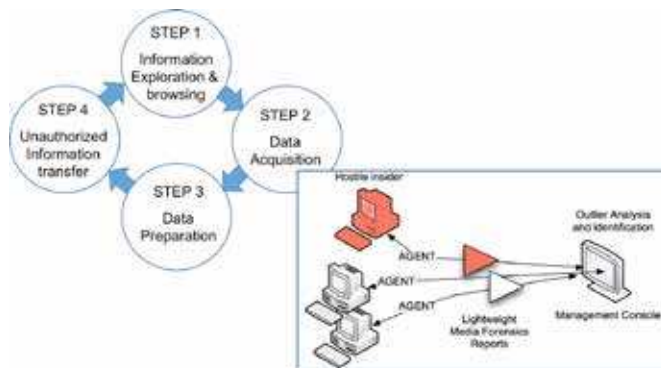 STEP 1
Information
Exploration &
browsing
STEP 2
Data
Acquisition
STEP 3
Data
Preparation
STEP 4
Unauthorized
Information
transfer
Hostile insider
AGENT
AGENT
AGENT
Outlier Analysis
and Identification
Management Console
Lightweight
Media Forensics
Reports